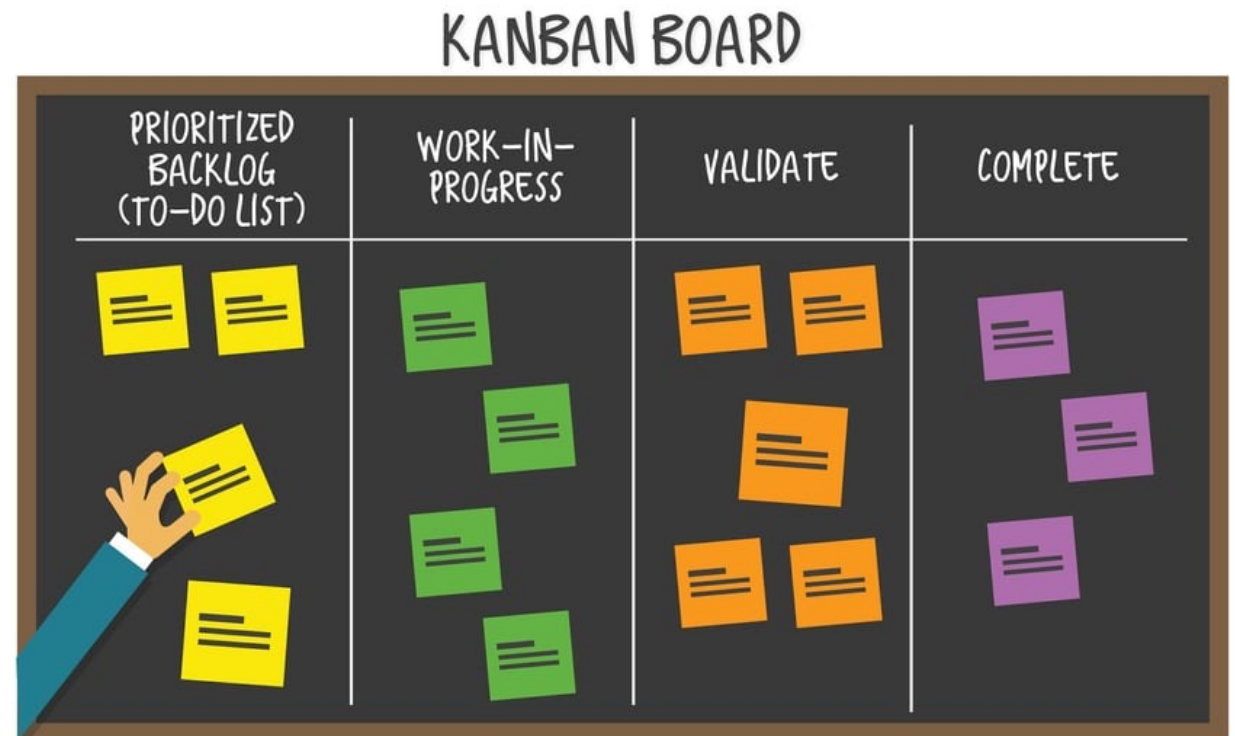 KANBAN BOARD
PRIORITIZED
BACKLOG
(TO-DO LIST)
WORK-IN-
PROGRESS
VALIDATE
COMPLETE